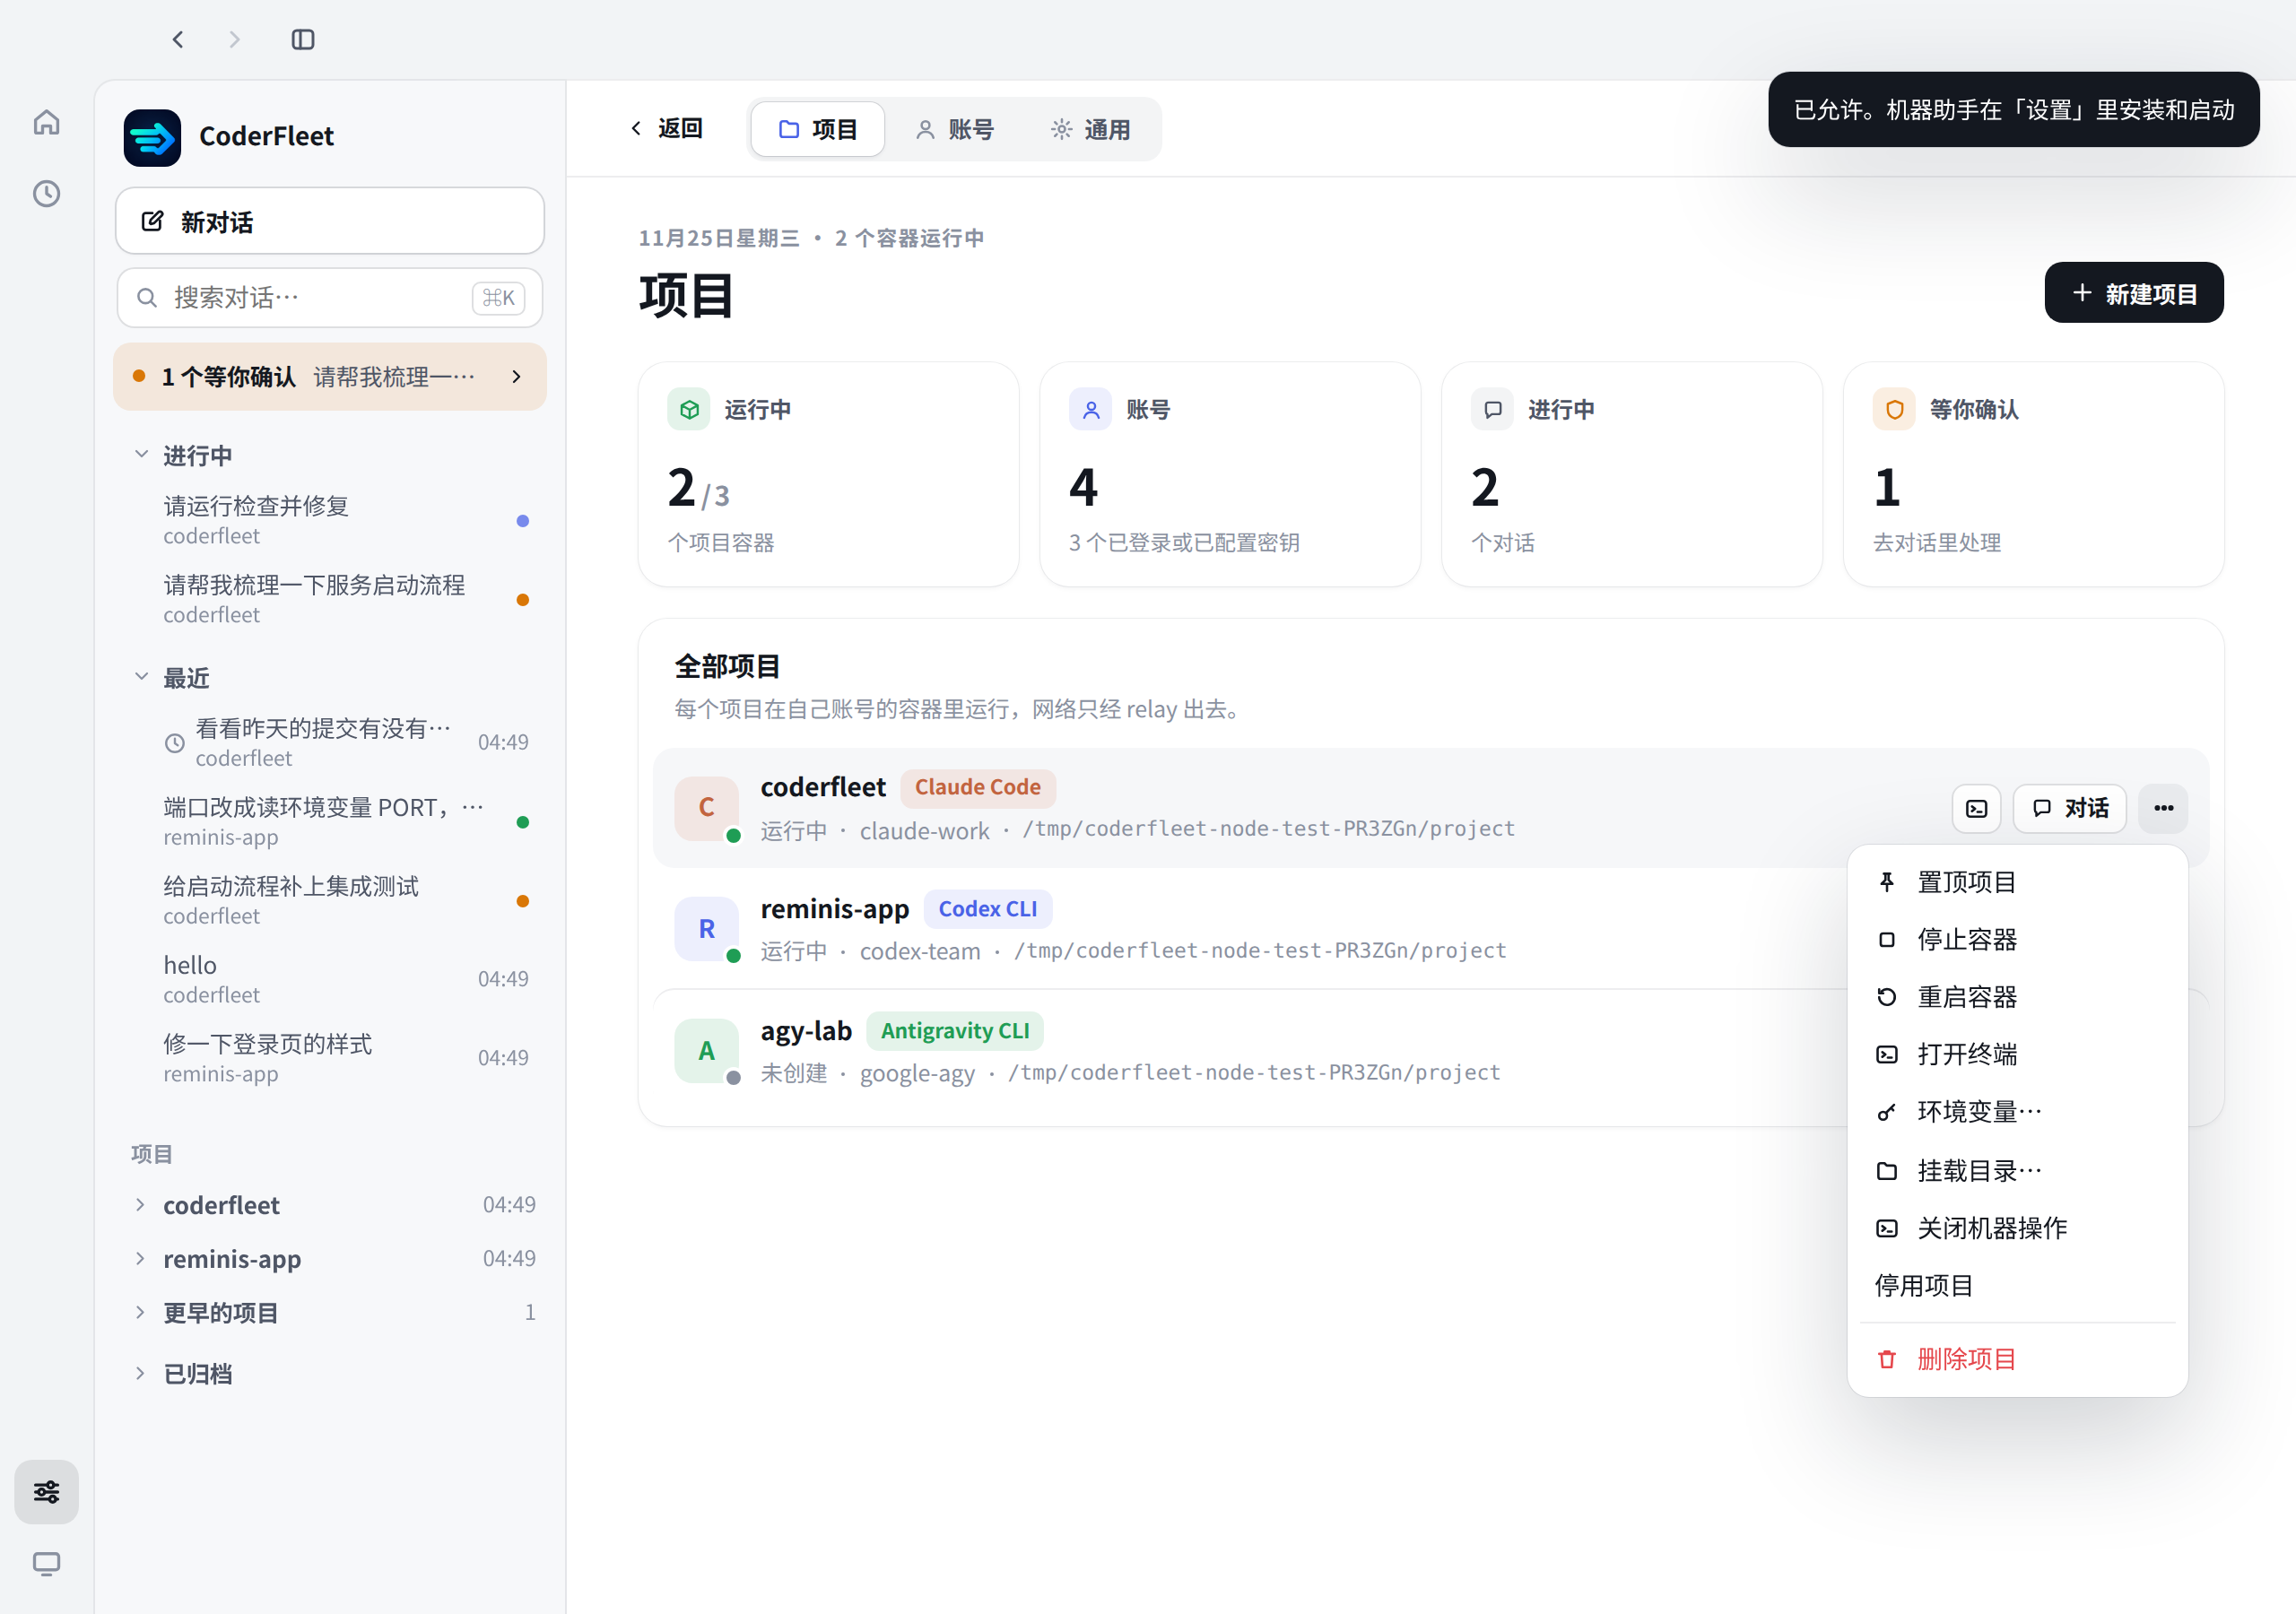 CoderFleet
新对话
搜索对话… ⌘K
1 个等你确认 请帮我梳理一…
进行中
请运行检查并修复
coderfleet
请帮我梳理一下服务启动流程
coderfleet
最近
看看昨天的提交有没有… 04:49
coderfleet
端口改成读环境变量 PORT，…
reminis-app
给启动流程补上集成测试
coderfleet
hello 04:49
coderfleet
修一下登录页的样式 04:49
reminis-app
项目
coderfleet 04:49
reminis-app 04:49
更早的项目 1
已归档
返回 项目 账号 通用
已允许。机器助手在「设置」里安装和启动
11月25日星期三 · 2 个容器运行中
项目
新建项目
运行中
2 / 3
个项目容器
账号
4
3 个已登录或已配置密钥
进行中
2
个对话
等你确认
1
去对话里处理
全部项目
每个项目在自己账号的容器里运行，网络只经 relay 出去。
C coderfleet Claude Code
运行中 · claude-work · /tmp/coderfleet-node-test-PR3ZGn/project
对话
R reminis-app Codex CLI
运行中 · codex-team · /tmp/coderfleet-node-test-PR3ZGn/project
A agy-lab Antigravity CLI
未创建 · google-agy · /tmp/coderfleet-node-test-PR3ZGn/project
置顶项目
停止容器
重启容器
打开终端
环境变量…
挂载目录…
关闭机器操作
停用项目
删除项目